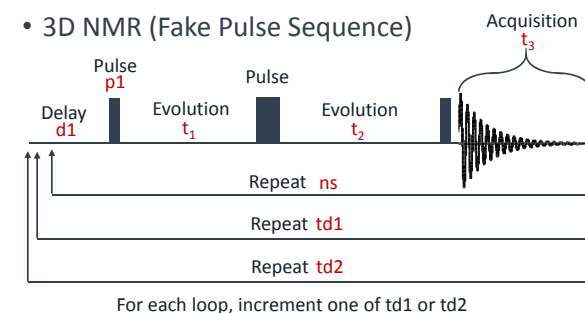 • 3D NMR (Fake Pulse Sequence)
Acquisition
t₃
Pulse
p1
Pulse
Delay
d1
Evolution
t₁
Evolution
t₂
Repeat ns
Repeat td1
Repeat td2
For each loop, increment one of td1 or td2